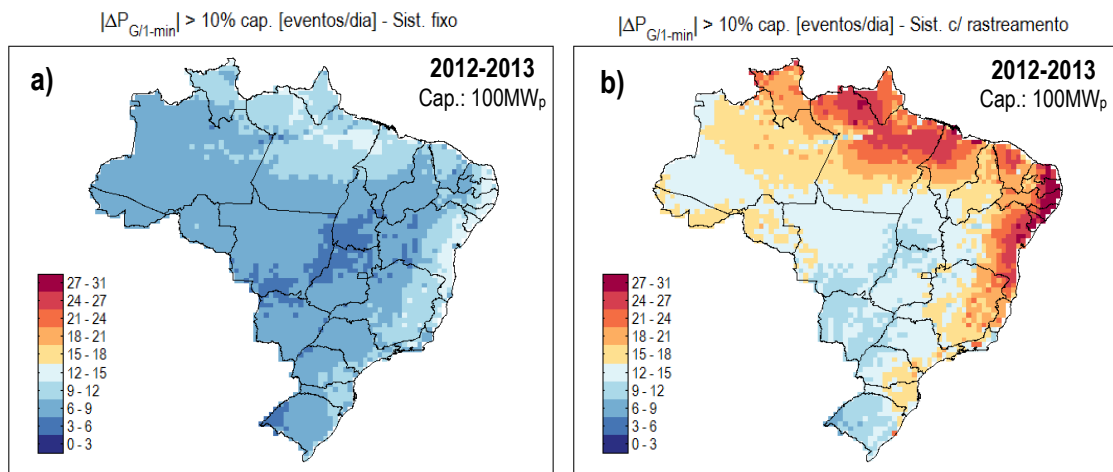 |ΔP_G/1-min| > 10% cap. [eventos/dia] - Sist. fixo
a)
2012-2013
Cap.: 100MW_p
27 - 31
24 - 27
21 - 24
18 - 21
15 - 18
12 - 15
9 - 12
6 - 9
3 - 6
0 - 3
|ΔP_G/1-min| > 10% cap. [eventos/dia] - Sist. c/ rastreamento
b)
2012-2013
Cap.: 100MW_p
27 - 31
24 - 27
21 - 24
18 - 21
15 - 18
12 - 15
9 - 12
6 - 9
3 - 6
0 - 3